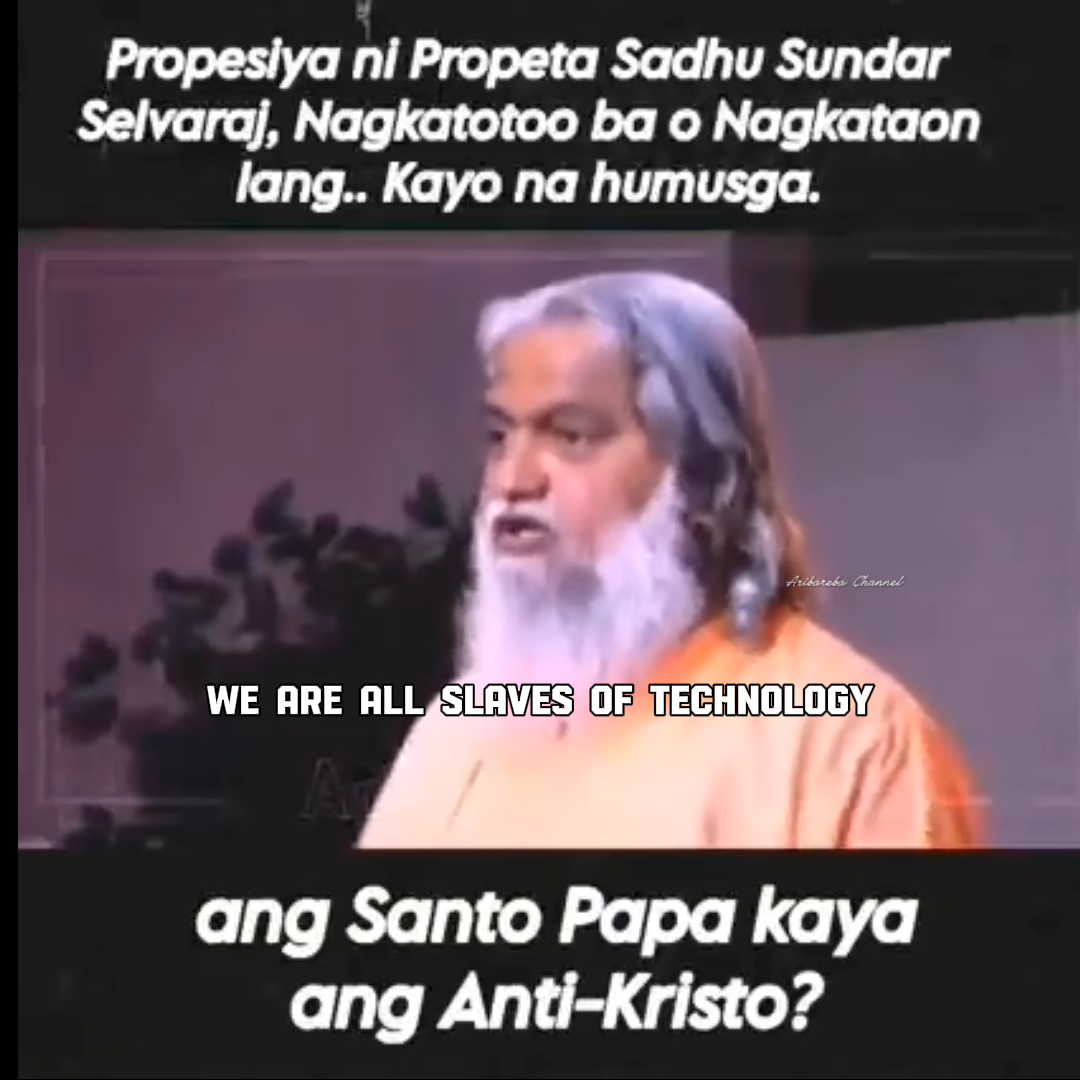 Propesiya ni Propeta Sadhu Sundar
Selvaraj, Nagkatotoo ba o Nagkataon
lang.. Kayo na humusga.
Aribareba Channel
WE ARE ALL SLAVES OF TECHNOLOGY
ang Santo Papa kaya
ang Anti-Kristo?